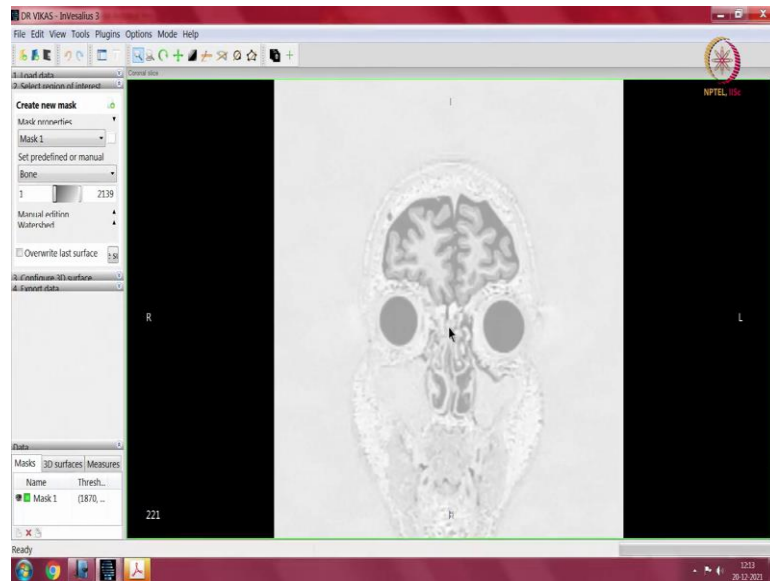 DR VIKAS - InVesalius 3
File Edit View Tools Plugins Options Mode Help
NPTEL, IISc
1. Load data
Coronal slice
2. Select region of interest
Create new mask
Mask properties
Mask 1
Set predefined or manual
Bone
1 2139
Manual edition
Watershed
Overwrite last surface
3. Configure 3D surface
4. Export data
R L
Data
Masks 3D surfaces Measures
Name Thresh..
Mask 1 (1870, ...
221
Ready
12:13
20-12-2021